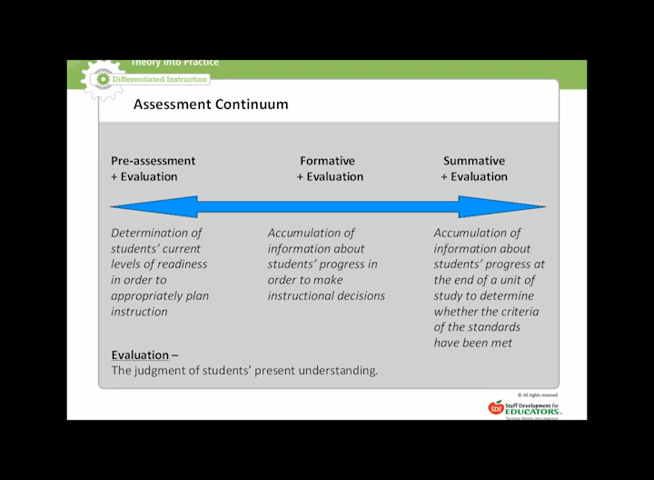 Theory into Practice
Differentiated Instruction
Assessment Continuum
Pre-assessment
+ Evaluation
Formative
+ Evaluation
Summative
+ Evaluation
Determination of
students' current
levels of readiness
in order to
appropriately plan
instruction
Accumulation of
information about
students' progress in
order to make
instructional decisions
Accumulation of
information about
students' progress at
the end of a unit of
study to determine
whether the criteria
of the standards
have been met
Evaluation –
The judgment of students' present understanding.
© All rights reserved
SDE Staff Development for
EDUCATORS